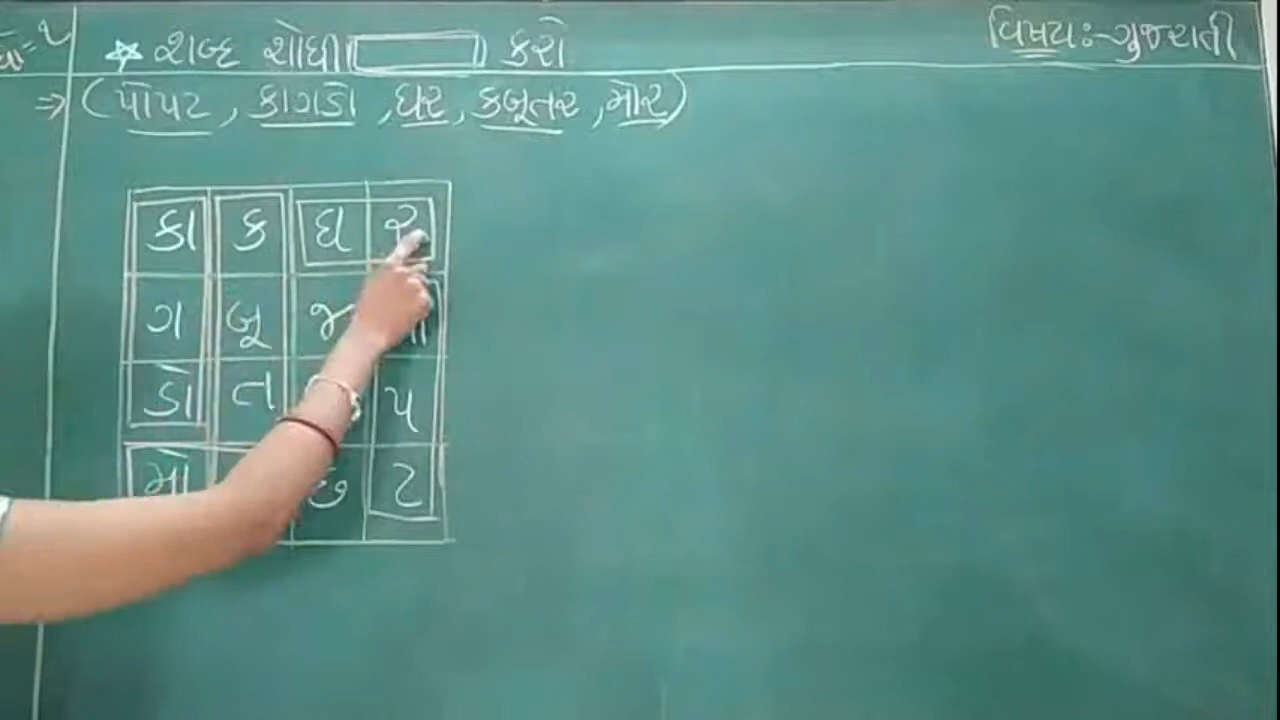 વિષય:-ગુજરાતી
શબ્દ શોધી કરો
⇒ (પોપટ, કાગડો, ઘર, કબૂતર, મોર)
કા ક ઘ ર
ગ બૂ જ
ડો ત પ
મો છ ટ